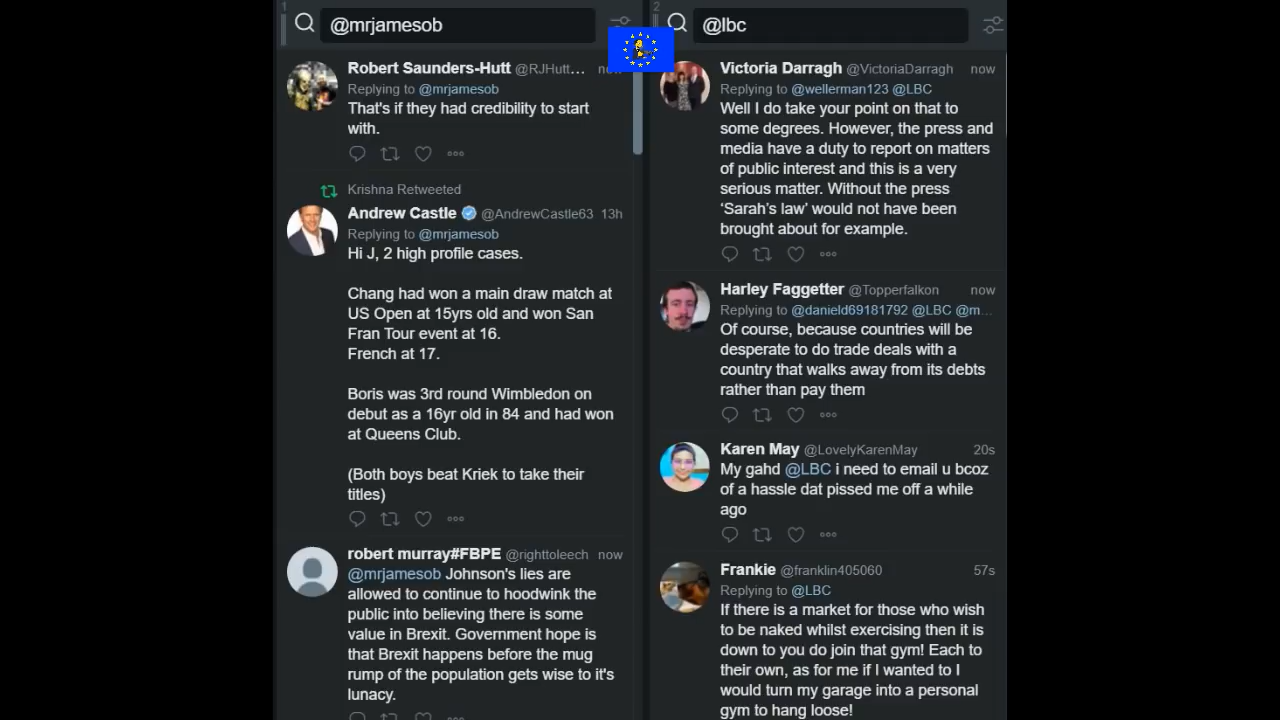 1
@mrjamesob
Robert Saunders-Hutt @RJHutt… now
Replying to @mrjamesob
That's if they had credibility to start
with.
Krishna Retweeted
Andrew Castle @AndrewCastle63 13h
Replying to @mrjamesob
Hi J, 2 high profile cases.
Chang had won a main draw match at
US Open at 15yrs old and won San
Fran Tour event at 16.
French at 17.
Boris was 3rd round Wimbledon on
debut as a 16yr old in 84 and had won
at Queens Club.
(Both boys beat Kriek to take their
titles)
robert murray#FBPE @righttoleech now
@mrjamesob Johnson's lies are
allowed to continue to hoodwink the
public into believing there is some
value in Brexit. Government hope is
that Brexit happens before the mug
rump of the population gets wise to it's
lunacy.
2
@lbc
Victoria Darragh @VictoriaDarragh now
Replying to @wellerman123 @LBC
Well I do take your point on that to
some degrees. However, the press and
media have a duty to report on matters
of public interest and this is a very
serious matter. Without the press
‘Sarah’s law’ would not have been
brought about for example.
Harley Faggetter @Topperfalkon now
Replying to @danield69181792 @LBC @m…
Of course, because countries will be
desperate to do trade deals with a
country that walks away from its debts
rather than pay them
Karen May @LovelyKarenMay 20s
My gahd @LBC i need to email u bcoz
of a hassle dat pissed me off a while
ago
Frankie @franklin405060 57s
Replying to @LBC
If there is a market for those who wish
to be naked whilst exercising then it is
down to you do join that gym! Each to
their own, as for me if I wanted to I
would turn my garage into a personal
gym to hang loose!